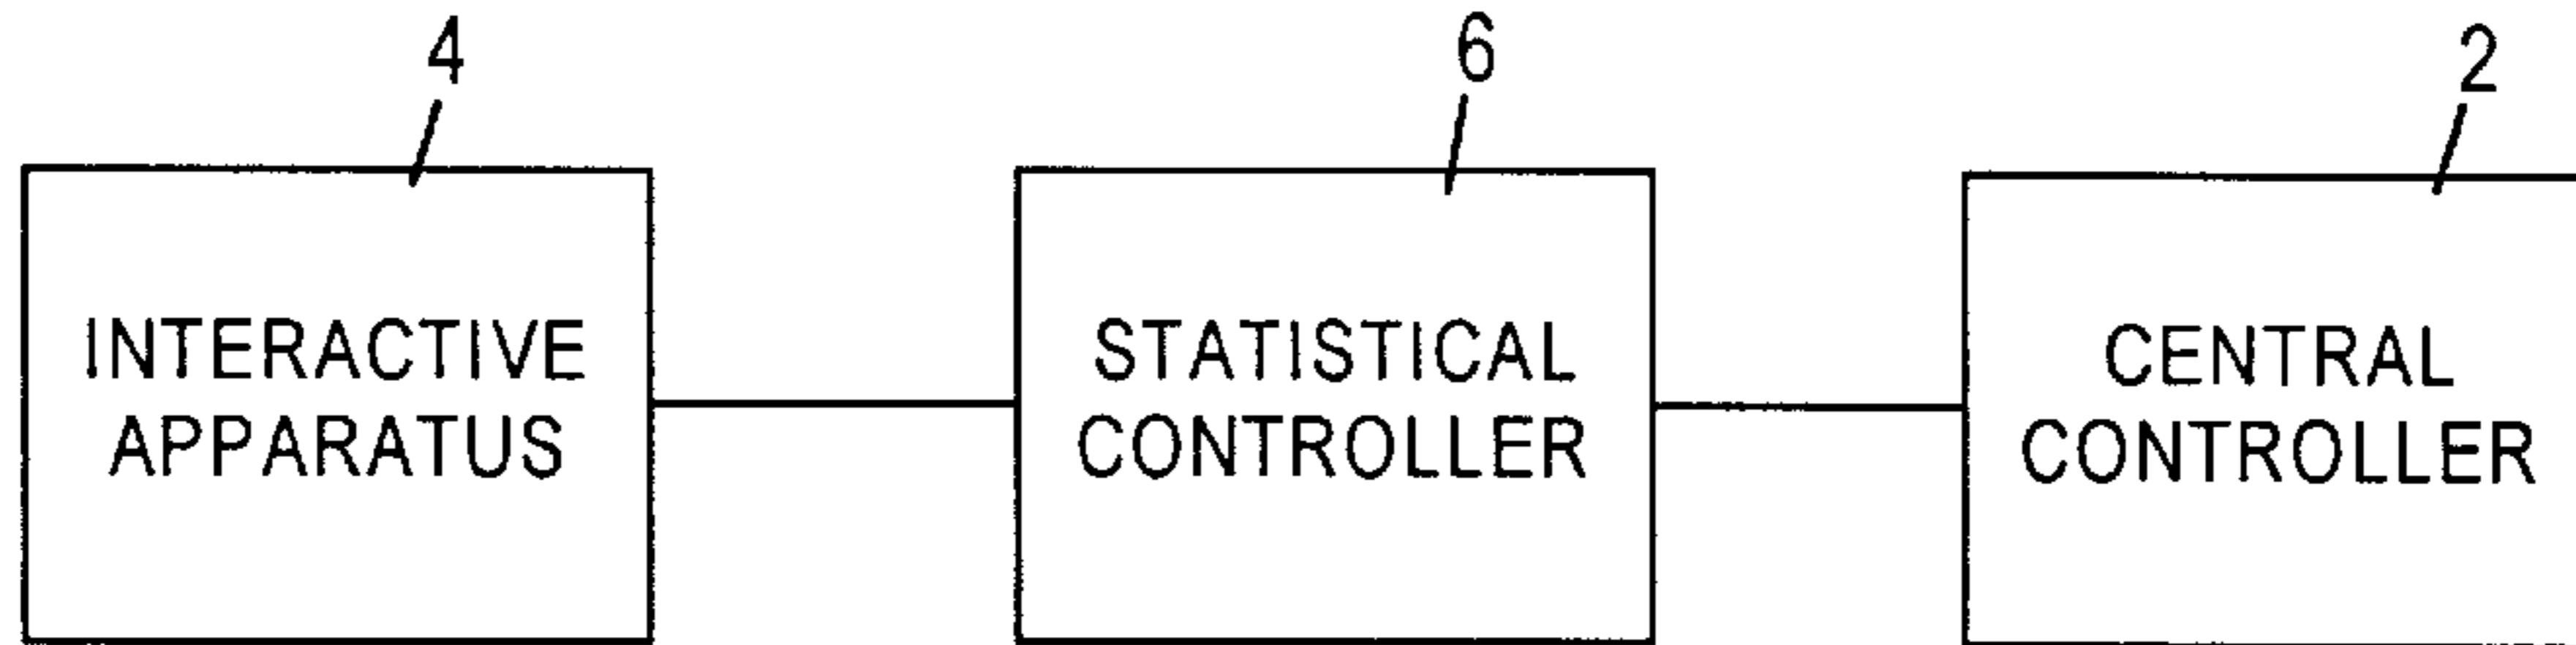 4
6
2
INTERACTIVE
APPARATUS
STATISTICAL
CONTROLLER
CENTRAL
CONTROLLER